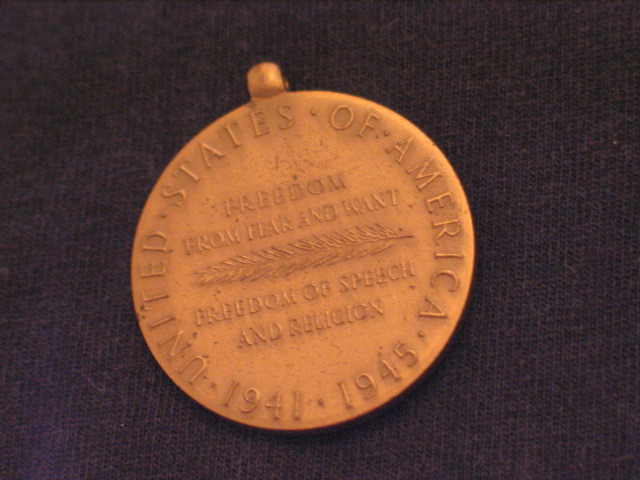 UNITED · STATES · OF · AMERICA · 1941 · 1945 ·
FREEDOM
FROM FEAR AND WANT
FREEDOM OF SPEECH
AND RELIGION